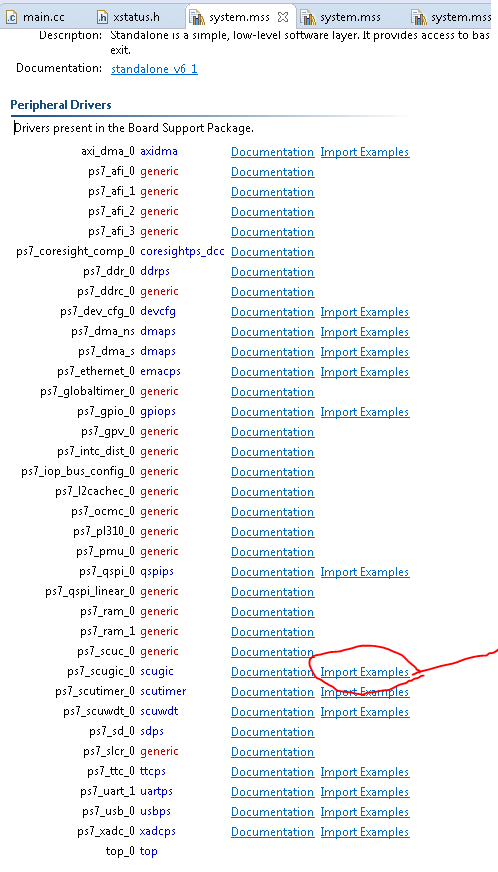 main.cc xstatus.h system.mss system.mss system.mss
Description: Standalone is a simple, low-level software layer. It provides access to bas
exit.
Documentation: standalone_v6_1
Peripheral Drivers
Drivers present in the Board Support Package.
axi_dma_0 axidma Documentation Import Examples
ps7_afi_0 generic Documentation
ps7_afi_1 generic Documentation
ps7_afi_2 generic Documentation
ps7_afi_3 generic Documentation
ps7_coresight_comp_0 coresightps_dcc Documentation
ps7_ddr_0 ddrps Documentation
ps7_ddrc_0 generic Documentation
ps7_dev_cfg_0 devcfg Documentation Import Examples
ps7_dma_ns dmaps Documentation Import Examples
ps7_dma_s dmaps Documentation Import Examples
ps7_ethernet_0 emacps Documentation Import Examples
ps7_globaltimer_0 generic Documentation
ps7_gpio_0 gpiops Documentation Import Examples
ps7_gpv_0 generic Documentation
ps7_intc_dist_0 generic Documentation
ps7_iop_bus_config_0 generic Documentation
ps7_l2cachec_0 generic Documentation
ps7_ocmc_0 generic Documentation
ps7_pl310_0 generic Documentation
ps7_pmu_0 generic Documentation
ps7_qspi_0 qspips Documentation Import Examples
ps7_qspi_linear_0 generic Documentation
ps7_ram_0 generic Documentation
ps7_ram_1 generic Documentation
ps7_scuc_0 generic Documentation
ps7_scugic_0 scugic Documentation Import Examples
ps7_scutimer_0 scutimer Documentation Import Examples
ps7_scuwdt_0 scuwdt Documentation Import Examples
ps7_sd_0 sdps Documentation
ps7_slcr_0 generic Documentation
ps7_ttc_0 ttcps Documentation Import Examples
ps7_uart_1 uartps Documentation Import Examples
ps7_usb_0 usbps Documentation Import Examples
ps7_xadc_0 xadcps Documentation Import Examples
top_0 top